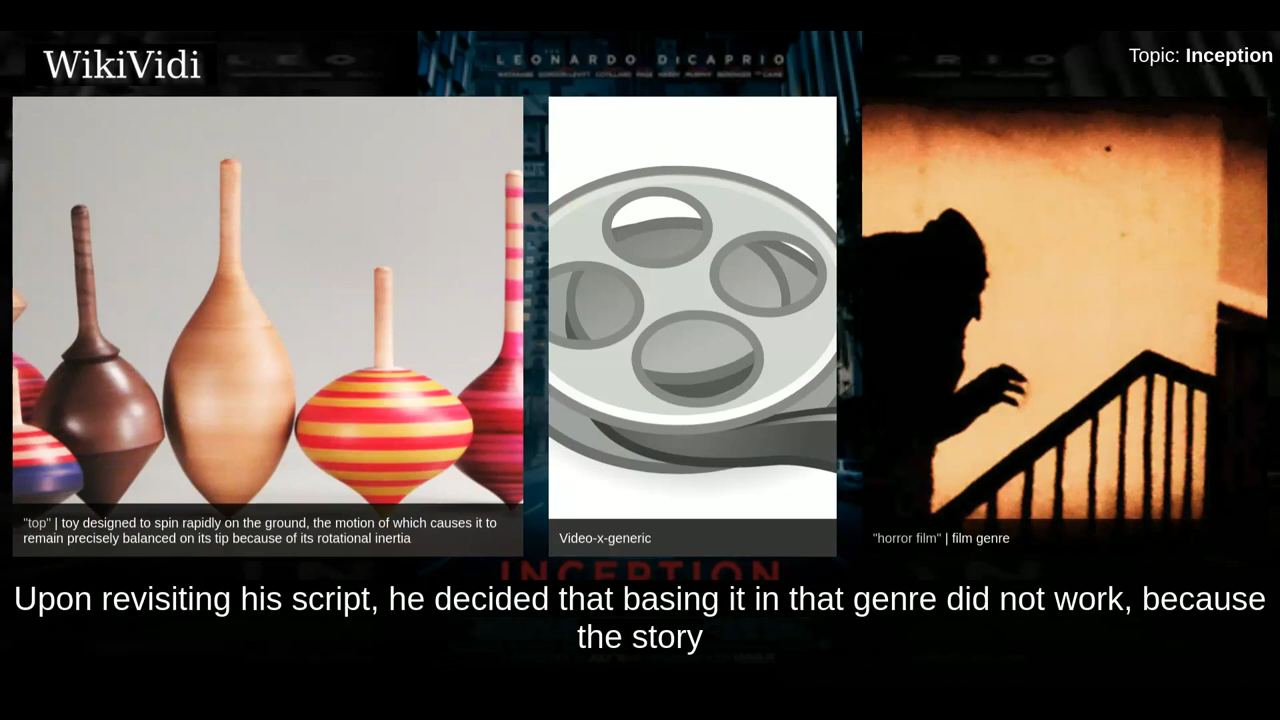 WikiVidi
Topic: Inception
LEONARDO DiCAPRIO
"top" | toy designed to spin rapidly on the ground, the motion of which causes it to
remain precisely balanced on its tip because of its rotational inertia
Video-x-generic
"horror film" | film genre
INCEPTION
Upon revisiting his script, he decided that basing it in that genre did not work, because
the story